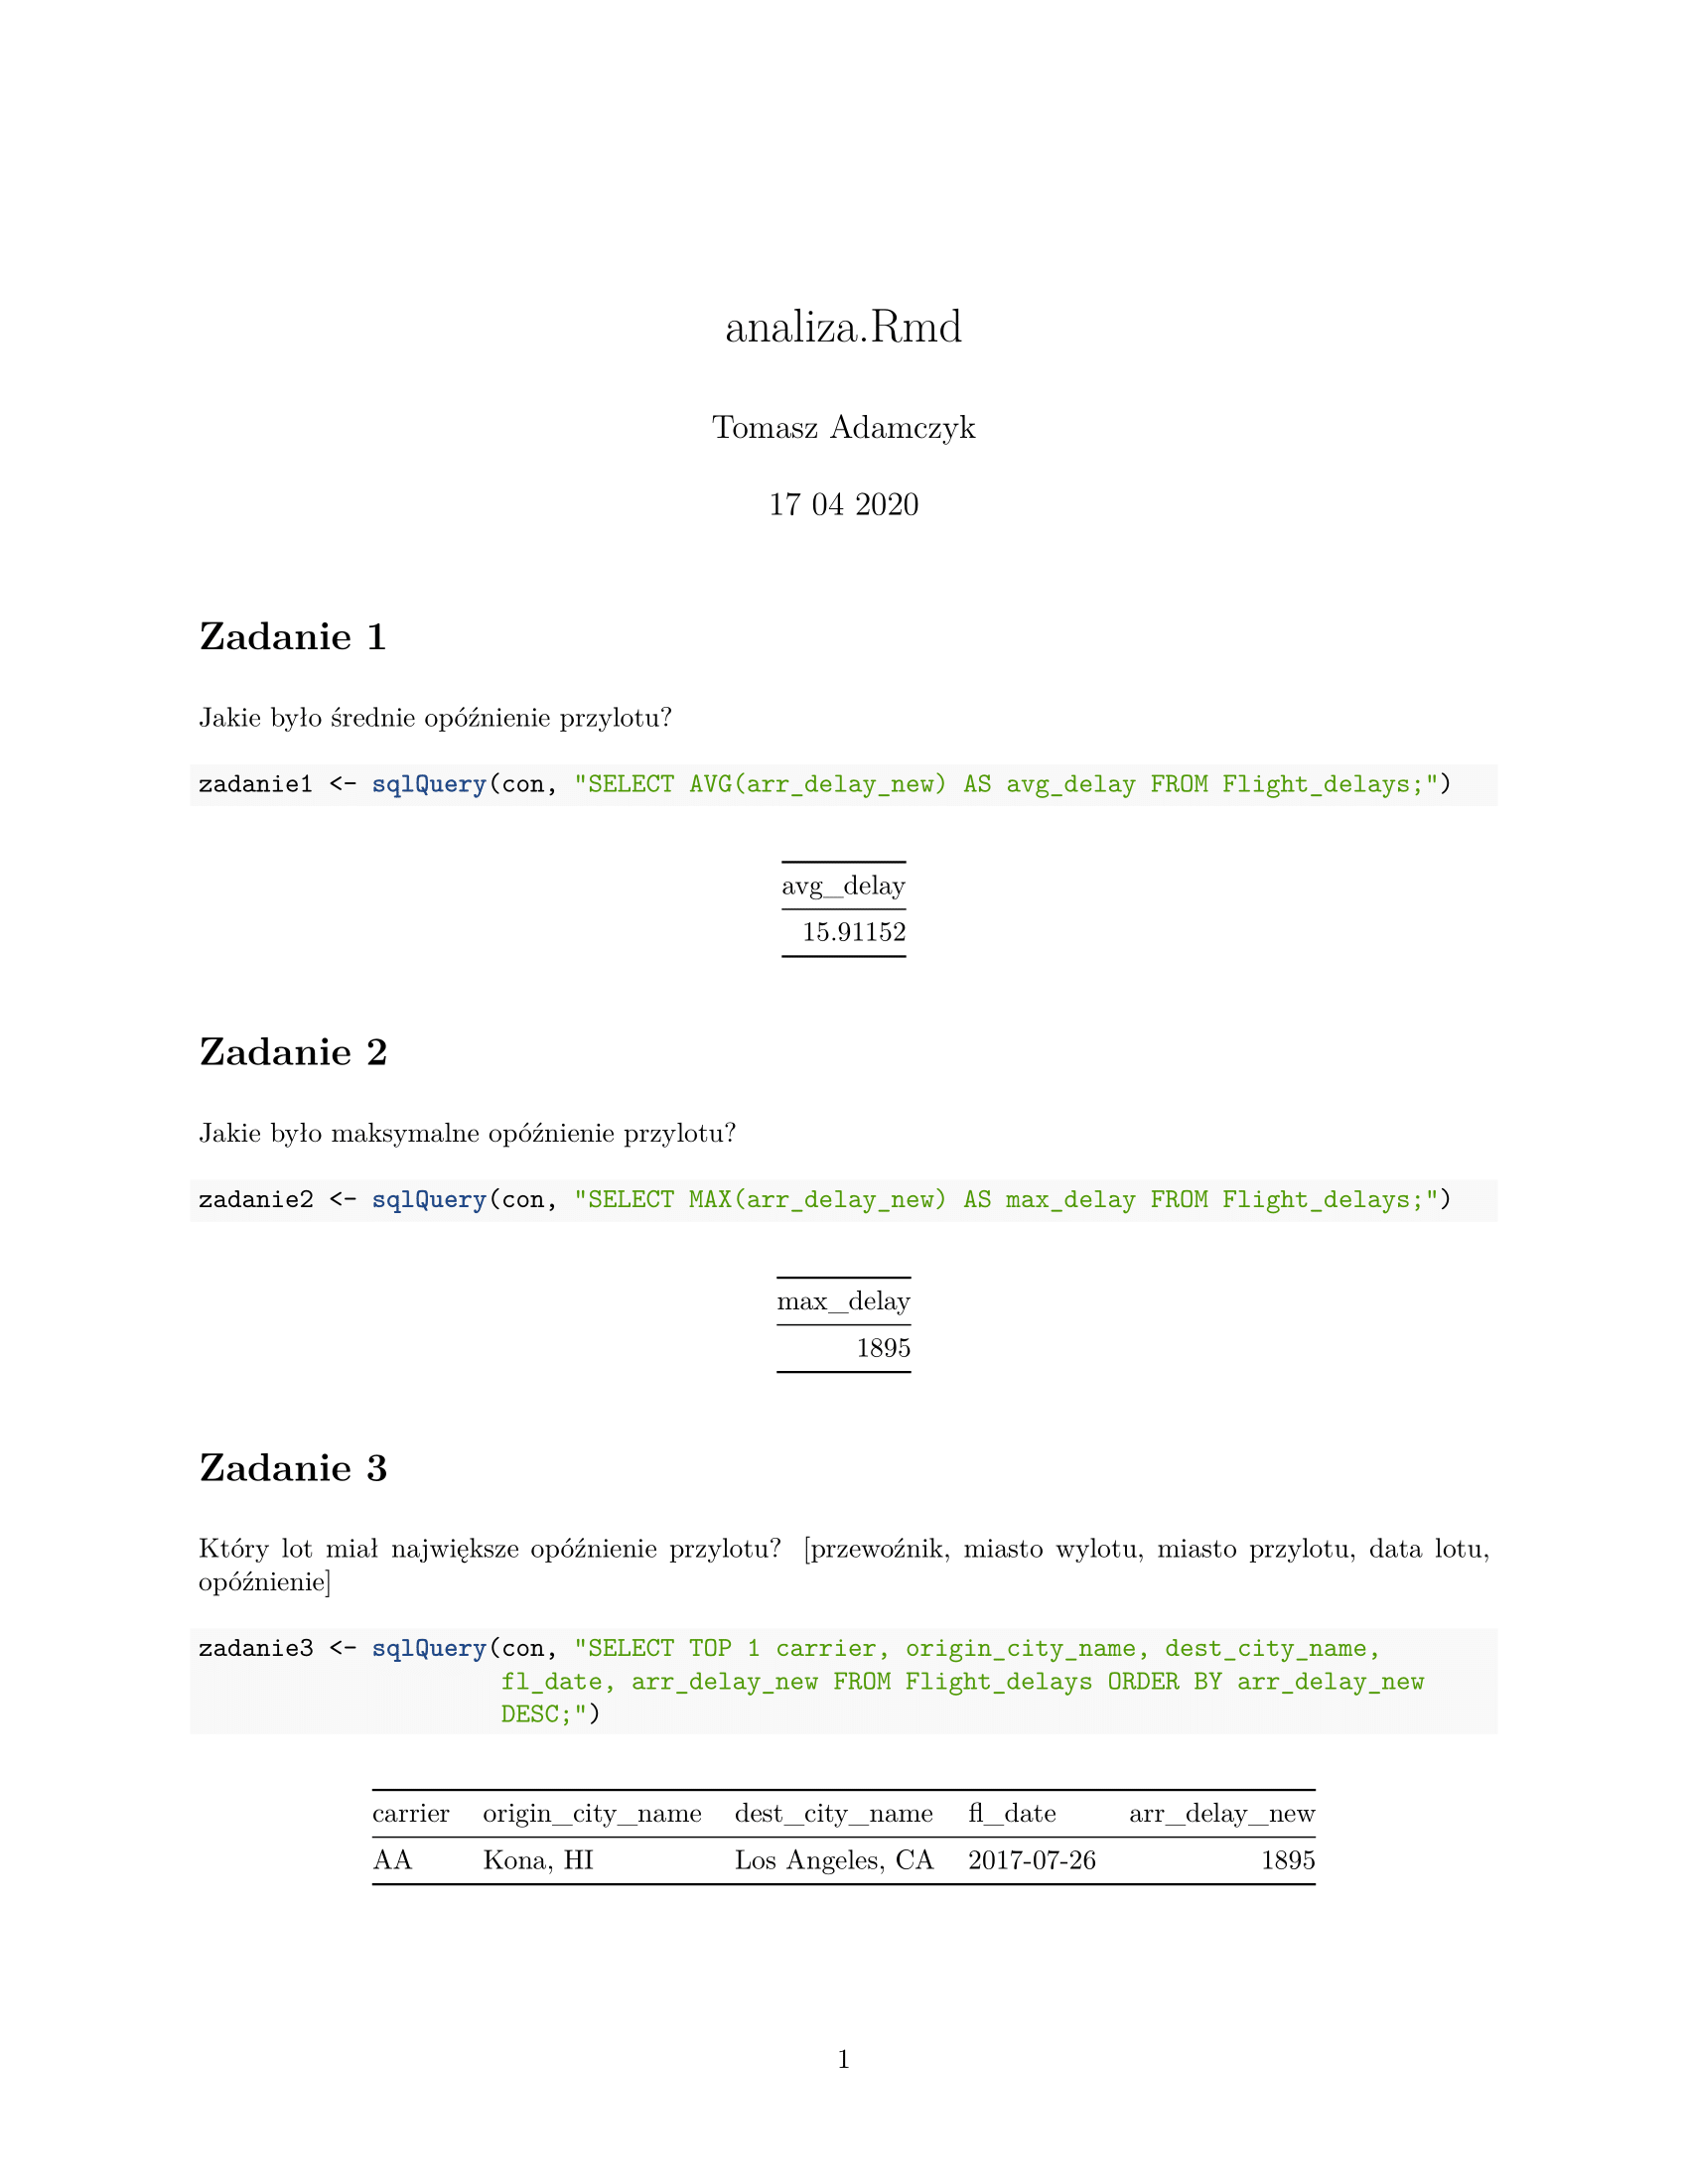 analiza.Rmd
Tomasz Adamczyk
17 04 2020
Zadanie 1
Jakie było średnie opóźnienie przylotu?
zadanie1 <- sqlQuery(con, "SELECT AVG(arr_delay_new) AS avg_delay FROM Flight_delays;")
avg_delay
15.91152
Zadanie 2
Jakie było maksymalne opóźnienie przylotu?
zadanie2 <- sqlQuery(con, "SELECT MAX(arr_delay_new) AS max_delay FROM Flight_delays;")
max_delay
1895
Zadanie 3
Który lot miał największe opóźnienie przylotu? [przewoźnik, miasto wylotu, miasto przylotu, data lotu,
opóźnienie]
zadanie3 <- sqlQuery(con, "SELECT TOP 1 carrier, origin_city_name, dest_city_name,
fl_date, arr_delay_new FROM Flight_delays ORDER BY arr_delay_new
DESC;")
carrier origin_city_name dest_city_name fl_date arr_delay_new
AA Kona, HI Los Angeles, CA 2017-07-26 1895
1